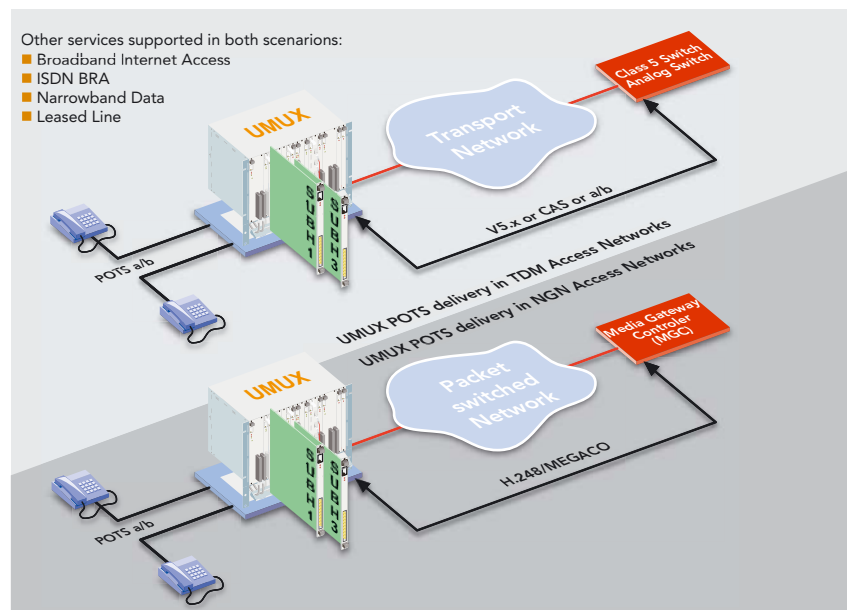 Other services supported in both scenarions:
Broadband Internet Access
ISDN BRA
Narrowband Data
Leased Line
UMUX
SUBH1
SUBH3
Transport
Network
Class 5 Switch
Analog Switch
V5.x or CAS or a/b
POTS a/b
UMUX POTS delivery in TDM Access Networks
UMUX POTS delivery in NGN Access Networks
UMUX
SUBH1
SUBH3
Packet
switched
Network
Media Gateway
Controler
(MGC)
H.248/MEGACO
POTS a/b